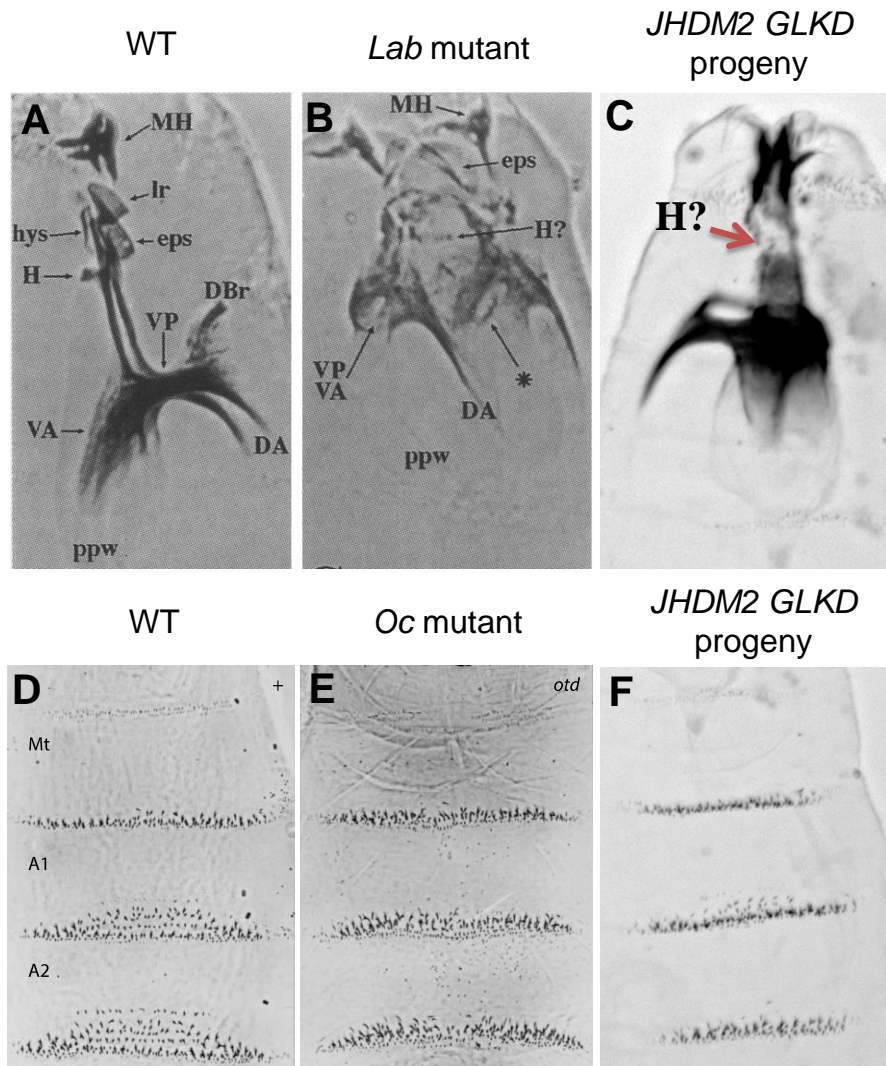 WT
Lab mutant
JHDM2 GLKD
progeny
A
MH
lr
hys
eps
H
DBr
VP
VA
DA
ppw
B
MH
eps
H?
VP
VA
*
DA
ppw
C
H?
WT
Oc mutant
JHDM2 GLKD
progeny
D
+
Mt
A1
A2
E
otd
F